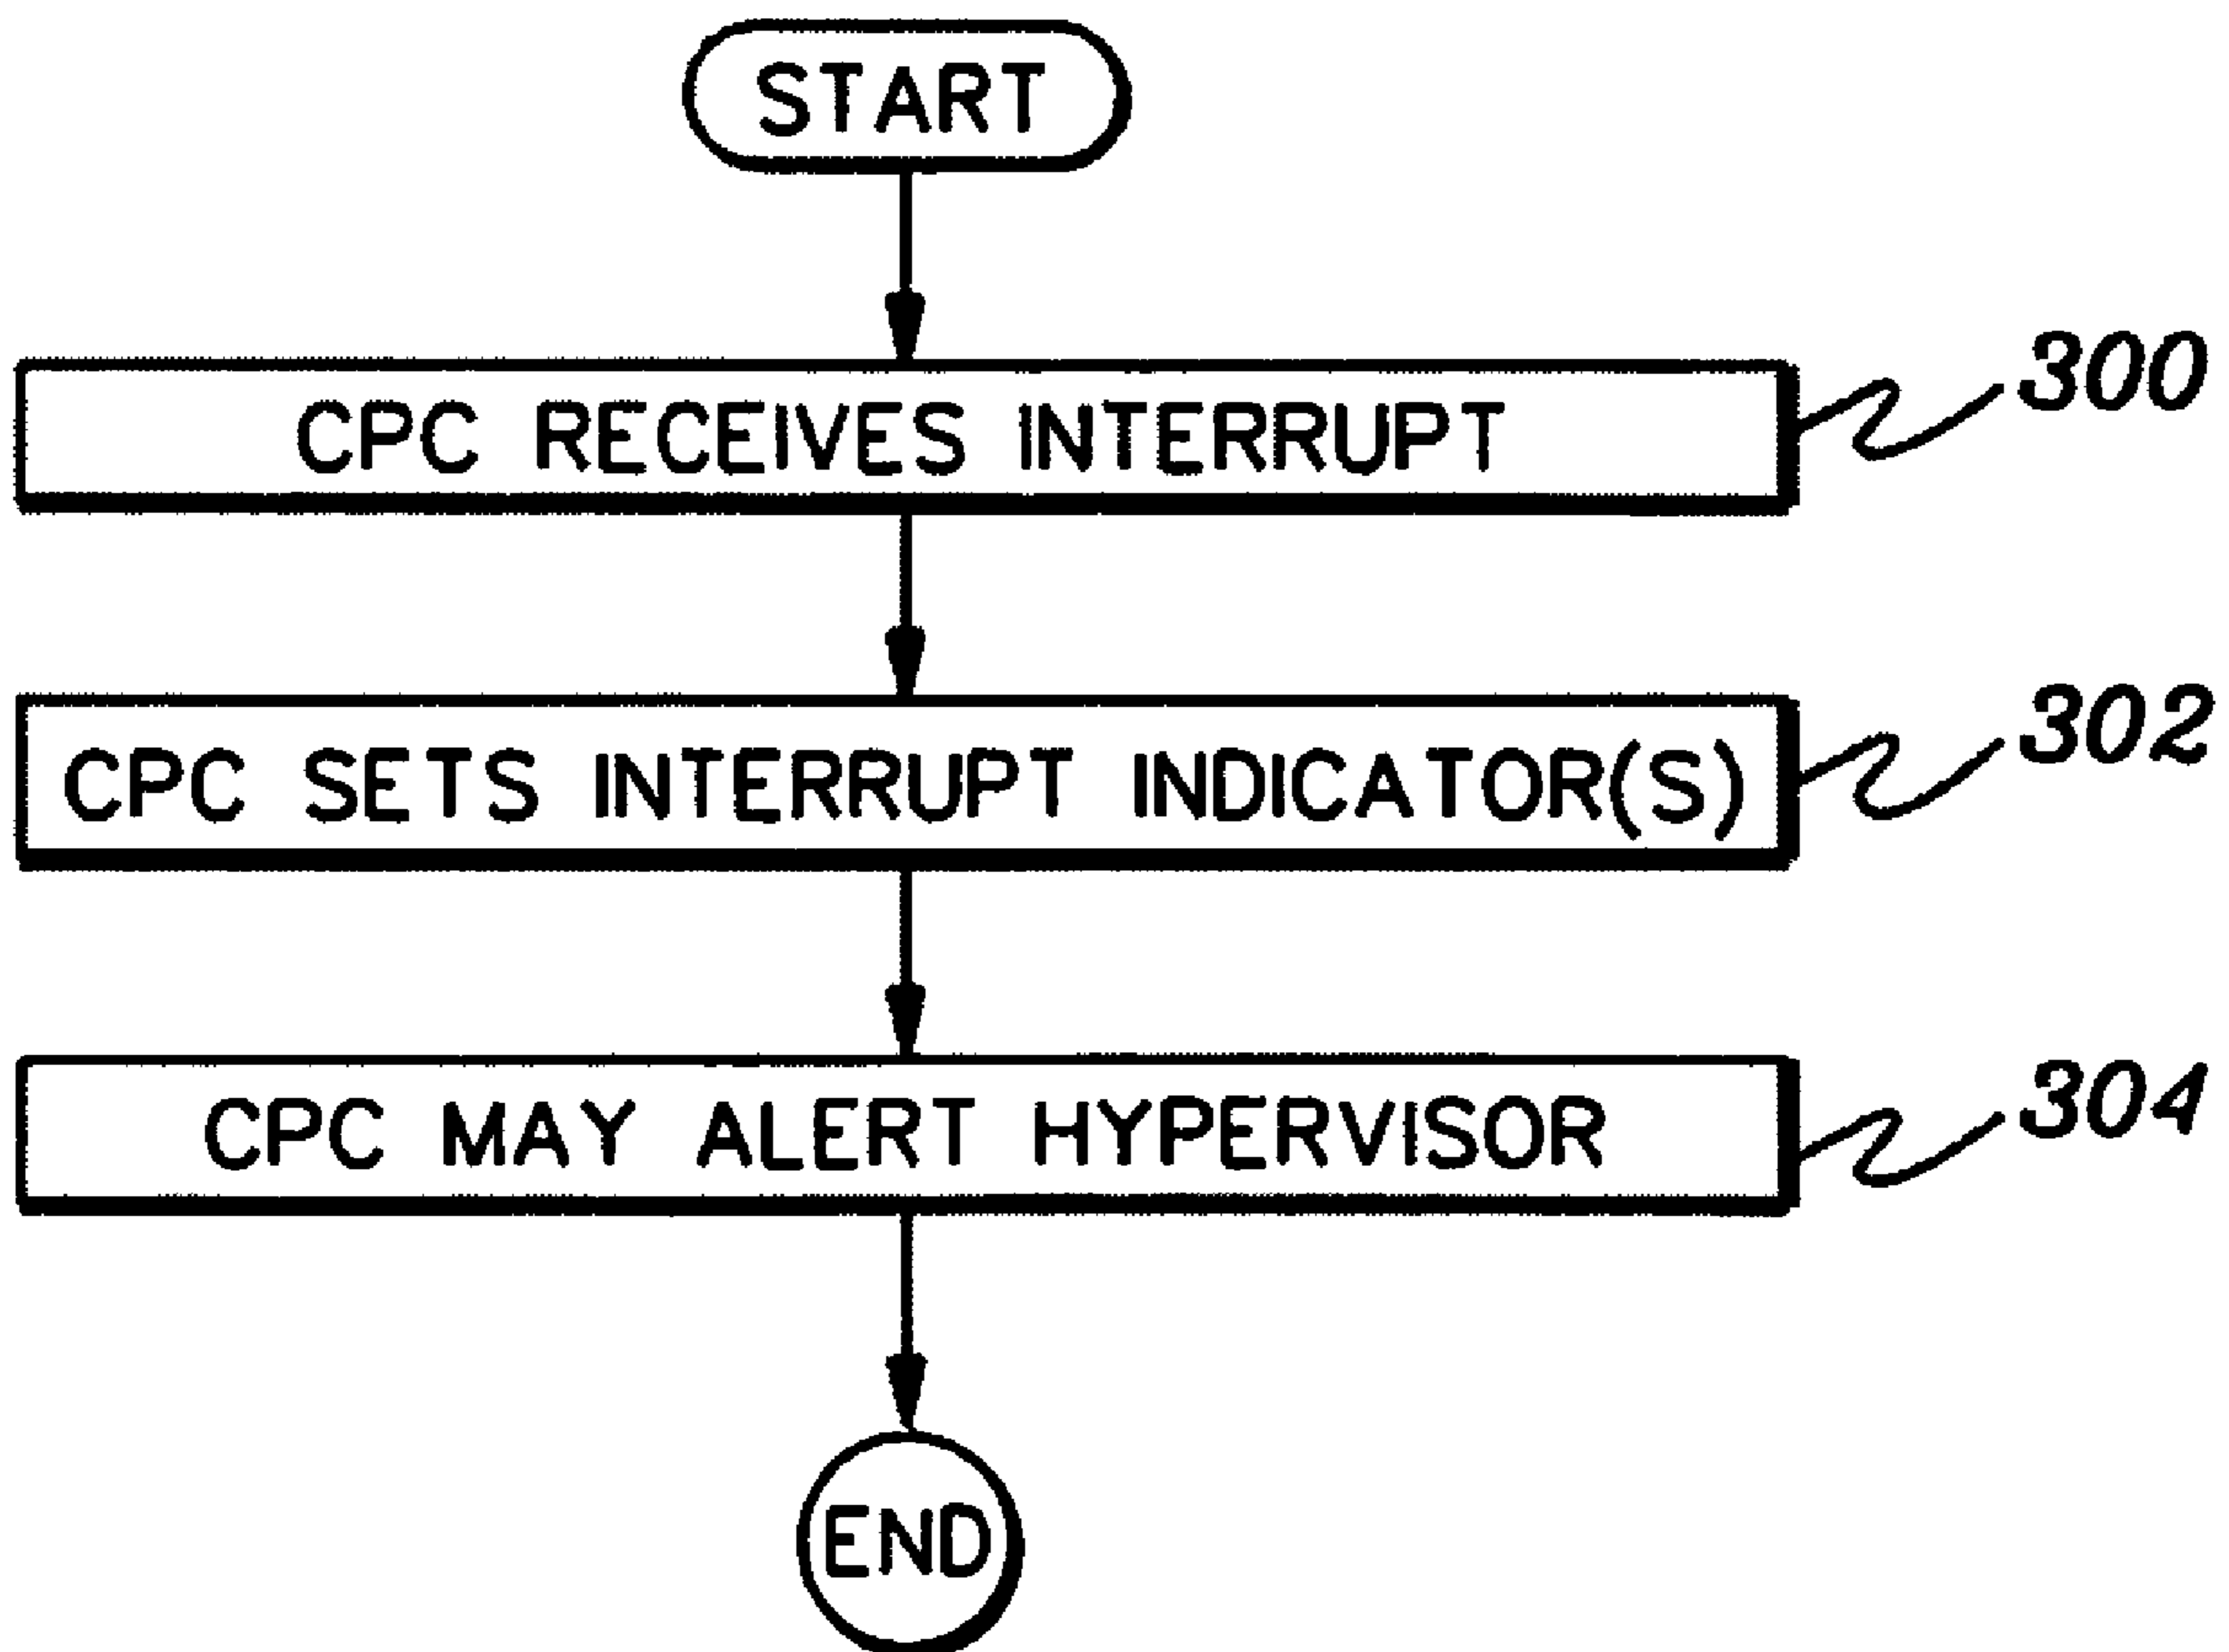 START
CPC RECEIVES INTERRUPT
300
CPC SETS INTERRUPT INDICATOR(S)
302
CPC MAY ALERT HYPERVISOR
304
END